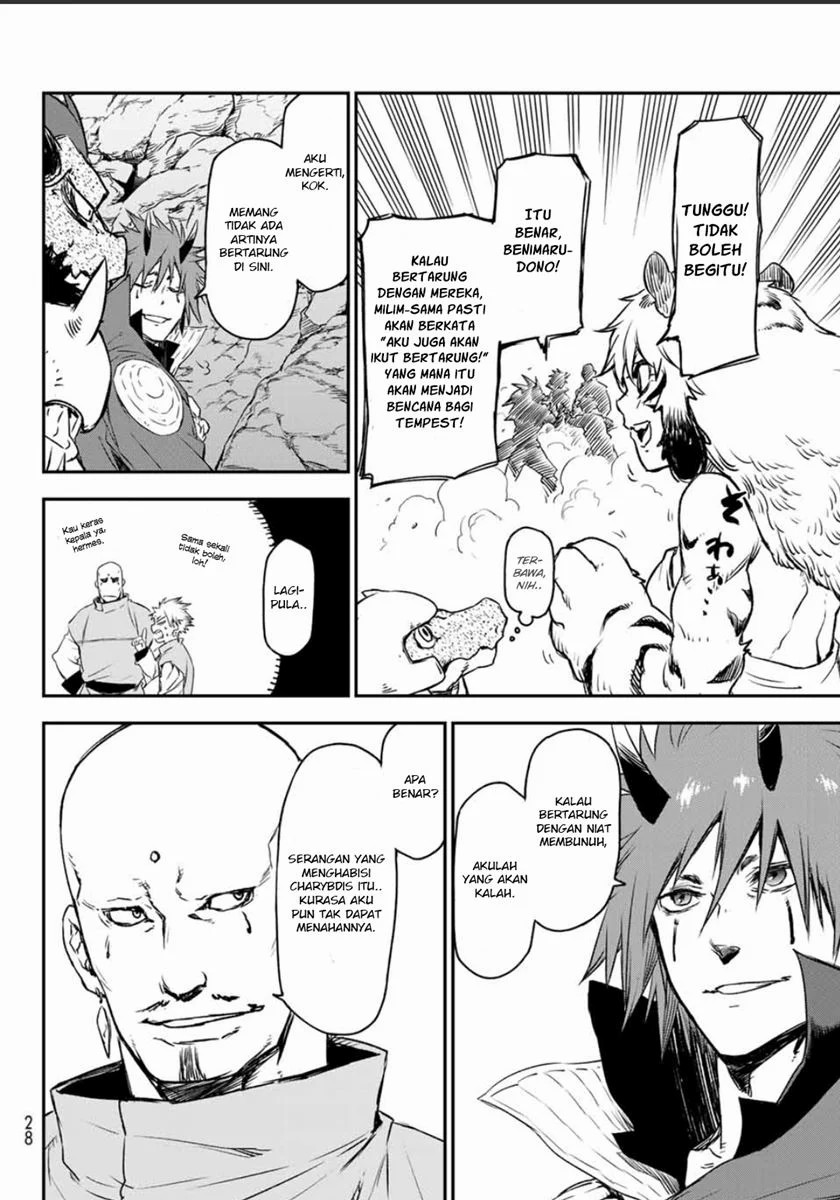 TUNGGU!
TIDAK
BOLEH
BEGITU!
ITU
BENAR,
BENIMARU-
DONO!
KALAU
BERTARUNG
DENGAN MEREKA,
MILIM-SAMA PASTI
AKAN BERKATA
"AKU JUGA AKAN
IKUT BERTARUNG!"
YANG MANA ITU
AKAN MENJADI
BENCANA BAGI
TEMPEST!
そわぁっ
TER-
BAWA,
NIH..
AKU
MENGERTI,
KOK.
MEMANG
TIDAK ADA
ARTINYA
BERTARUNG
DI SINI.
LAGI-
PULA..
Sama sekali
tidak boleh,
loh!
Kau keras
kepala ya,
hermes.
KALAU
BERTARUNG
DENGAN NIAT
MEMBUNUH,
AKULAH
YANG AKAN
KALAH.
APA
BENAR?
SERANGAN YANG
MENGHABISI
CHARYBDIS ITU..
KURASA AKU
PUN TAK DAPAT
MENAHANNYA.
28